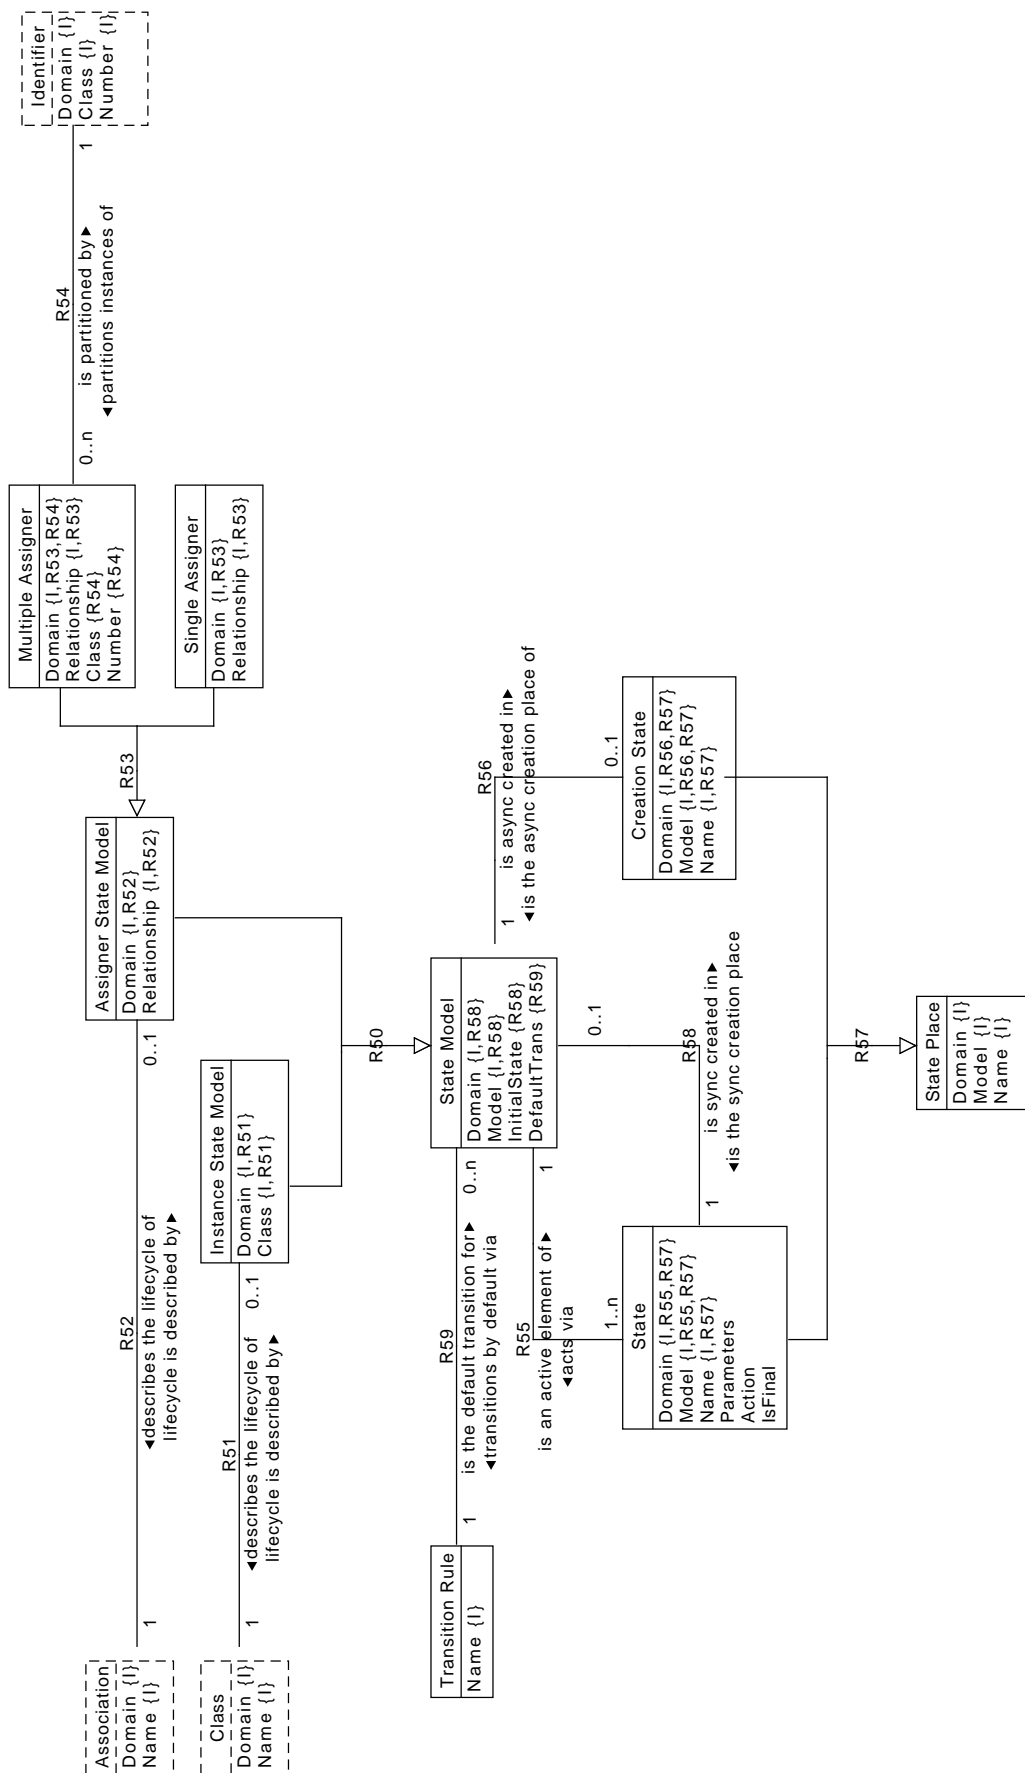 Association
Domain {I}
Name {I}
1
R52
◄describes the lifecycle of
lifecycle is described by►
0..1
Assigner State Model
Domain {I,R52}
Relationship {I,R52}
R53
Multiple Assigner
Domain {I,R53,R54}
Relationship {I,R53}
Class {R54}
Number {R54}
0..n
R54
is partitioned by►
◄partitions instances of
1
Identifier
Domain {I}
Class {I}
Number {I}
Single Assigner
Domain {I,R53}
Relationship {I,R53}
Class
Domain {I}
Name {I}
1
R51
◄describes the lifecycle of
lifecycle is described by►
0..1
Instance State Model
Domain {I,R51}
Class {I,R51}
R50
Transition Rule
Name {I}
1
R59
is the default transition for►
◄transitions by default via
0..n
State Model
Domain {I,R58}
Model {I,R58}
InitialState {R58}
DefaultTrans {R59}
1
R56
is async created in►
◄is the async creation place of
0..1
1
R55
is an active element of►
◄acts via
1..n
0..1
R58
is sync created in►
◄is the sync creation place
1
State
Domain {I,R55,R57}
Model {I,R55,R57}
Name {I,R57}
Parameters
Action
IsFinal
Creation State
Domain {I,R56,R57}
Model {I,R56,R57}
Name {I,R57}
R57
State Place
Domain {I}
Model {I}
Name {I}